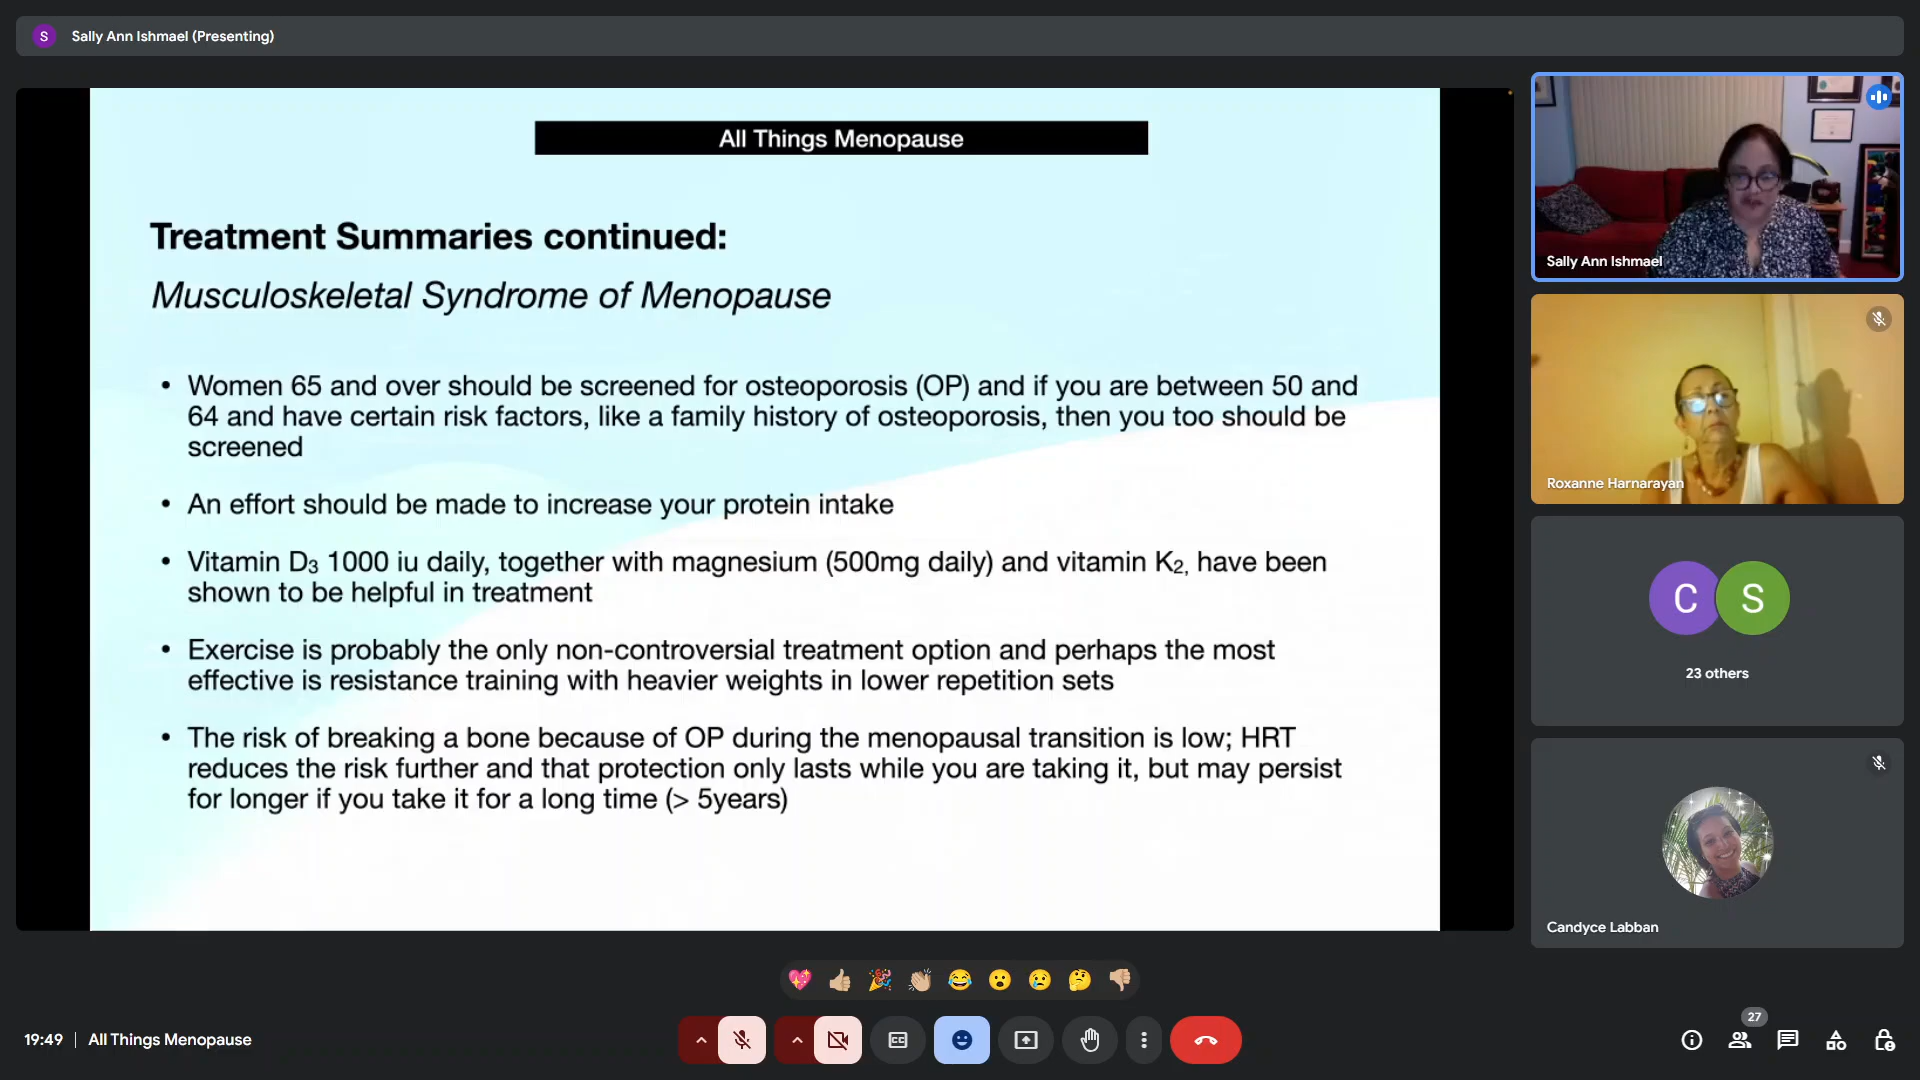 S Sally Ann Ishmael (Presenting)
All Things Menopause
Treatment Summaries continued:
Musculoskeletal Syndrome of Menopause
• Women 65 and over should be screened for osteoporosis (OP) and if you are between 50 and
64 and have certain risk factors, like a family history of osteoporosis, then you too should be
screened
• An effort should be made to increase your protein intake
• Vitamin D₃ 1000 iu daily, together with magnesium (500mg daily) and vitamin K₂, have been
shown to be helpful in treatment
• Exercise is probably the only non-controversial treatment option and perhaps the most
effective is resistance training with heavier weights in lower repetition sets
• The risk of breaking a bone because of OP during the menopausal transition is low; HRT
reduces the risk further and that protection only lasts while you are taking it, but may persist
for longer if you take it for a long time (> 5years)
Sally Ann Ishmael
Roxanne Harnarayan
C S
23 others
Candyce Labban
19:49 | All Things Menopause
27